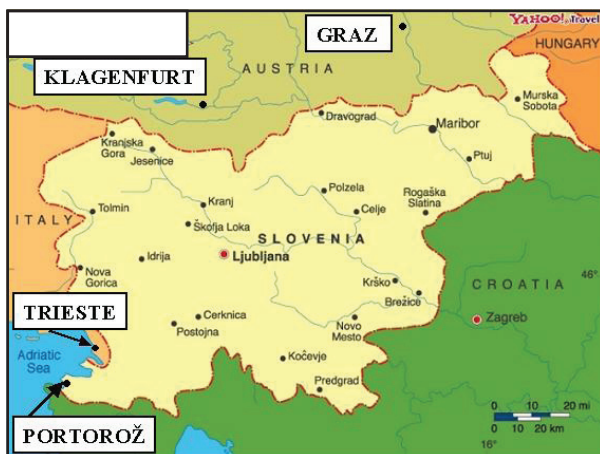 YAHOO! Travel
GRAZ
HUNGARY
KLAGENFURT
AUSTRIA
Murska
Sobota
Dravograd
Maribor
Kranjska
Gora
Jesenice
Ptuj
Polzela
Rogaška
Slatina
Kranj
Celje
ITALY
Tolmin
Škofja Loka
SLOVENIA
Ljubljana
Idrija
Nova
Gorica
Krško
CROATIA
46°
Brežice
TRIESTE
Cerknica
Postojna
Novo
Mesto
Zagreb
Adriatic
Sea
Kočevje
Predgrad
PORTOROŽ
0 10 20 mi
0 10 20 km
16°